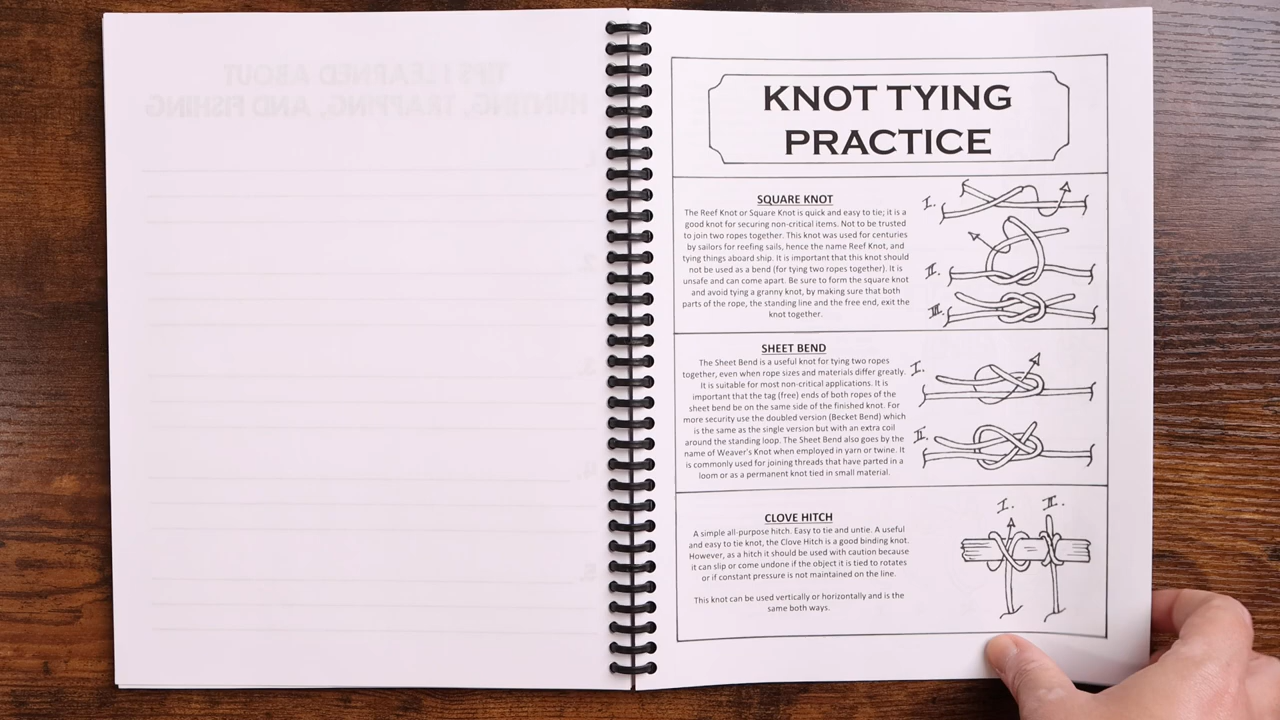 TIPS I LEARNED ABOUT
HUNTING, TRAPPING, AND FISHING
1.
2.
3.
4.
5.
KNOT TYING
PRACTICE
SQUARE KNOT
The Reef Knot or Square Knot is quick and easy to tie; it is a
good knot for securing non-critical items. Not to be trusted
to join two ropes together. This knot was used for centuries
by sailors for reefing sails, hence the name Reef Knot, and
tying things aboard ship. It is important that this knot should
not be used as a bend (for tying two ropes together). It is
unsafe and can come apart. Be sure to form the square knot
and avoid tying a granny knot, by making sure that both
parts of the rope, the standing line and the free end, exit the
knot together.
I.
II.
III.
SHEET BEND
The Sheet Bend is a useful knot for tying two ropes
together, even when rope sizes and materials differ greatly.
It is suitable for most non-critical applications. It is
important that the tag (free) ends of both ropes of the
sheet bend be on the same side of the finished knot. For
more security use the doubled version (Becket Bend) which
is the same as the single version but with an extra coil
around the standing loop. The Sheet Bend also goes by the
name of Weaver's Knot when employed in yarn or twine. It
is commonly used for joining threads that have parted in a
loom or as a permanent knot tied in small material.
I.
II.
CLOVE HITCH
A simple all-purpose hitch. Easy to tie and untie. A useful
and easy to tie knot, the Clove Hitch is a good binding knot.
However, as a hitch it should be used with caution because
it can slip or come undone if the object it is tied to rotates
or if constant pressure is not maintained on the line.
This knot can be used vertically or horizontally and is the
same both ways.
I. II.